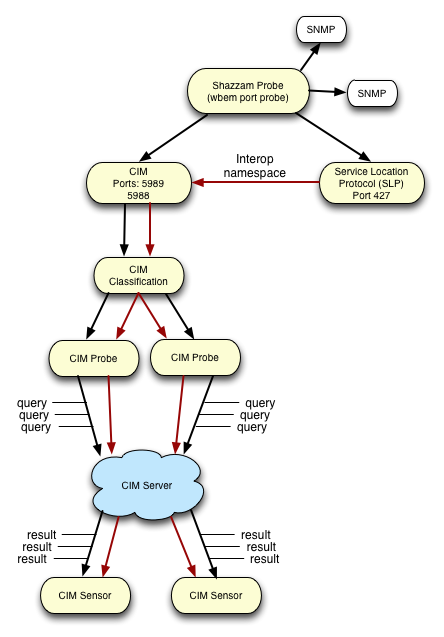 SNMP
Shazzam Probe
(wbem port probe)
SNMP
CIM
Ports: 5989
5988
Interop
namespace
Service Location
Protocol (SLP)
Port 427
CIM
Classification
CIM Probe
CIM Probe
query
query
query
query
query
query
CIM Server
result
result
result
result
result
result
CIM Sensor
CIM Sensor